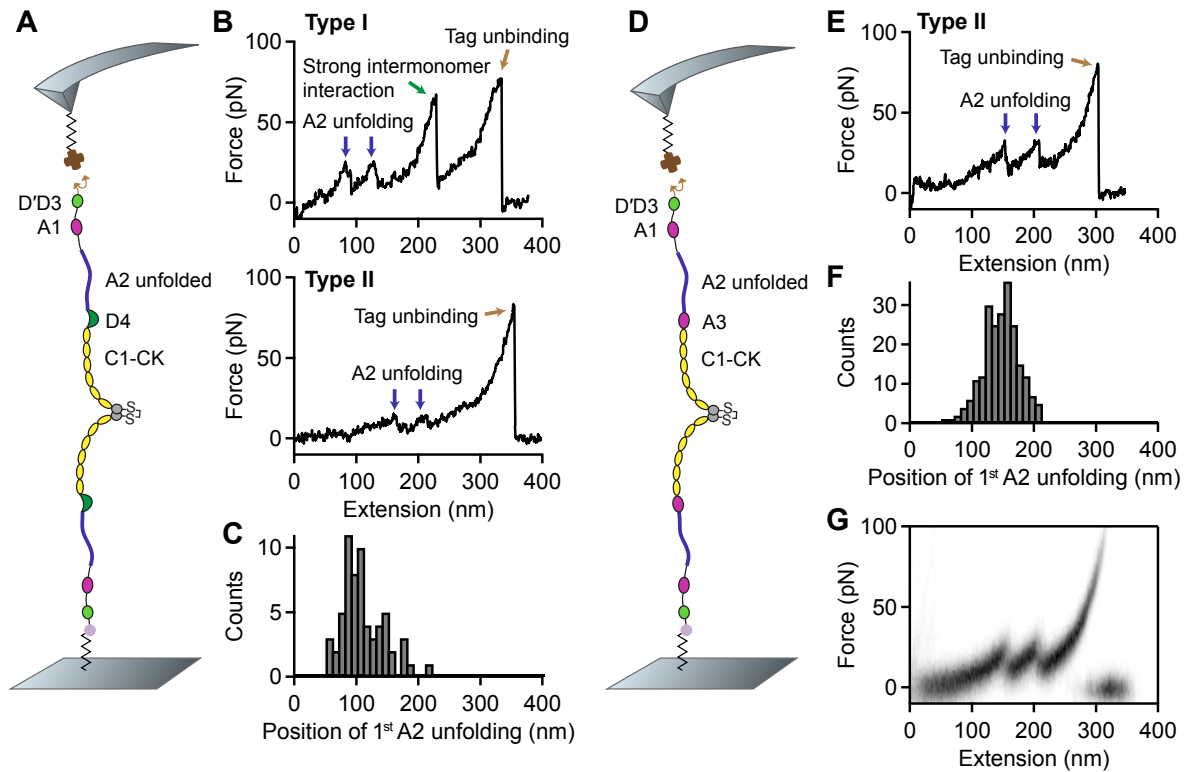 A
D′D3
A1
A2 unfolded
D4
C1-CK
S
S
B
Type I
100
50
0
Force (pN)
Tag unbinding
Strong intermonomer
interaction
A2 unfolding
0 100 200 300 400
Type II
100
50
0
Force (pN)
Tag unbinding
A2 unfolding
0 100 200 300 400
Extension (nm)
C
10
5
0
Counts
0 100 200 300 400
Position of 1st A2 unfolding (nm)
D
D′D3
A1
A2 unfolded
A3
C1-CK
S
S
E
Type II
100
50
0
Force (pN)
Tag unbinding
A2 unfolding
0 100 200 300 400
Extension (nm)
F
30
20
10
0
Counts
0 100 200 300 400
Position of 1st A2 unfolding (nm)
G
100
50
0
Force (pN)
0 100 200 300 400
Extension (nm)